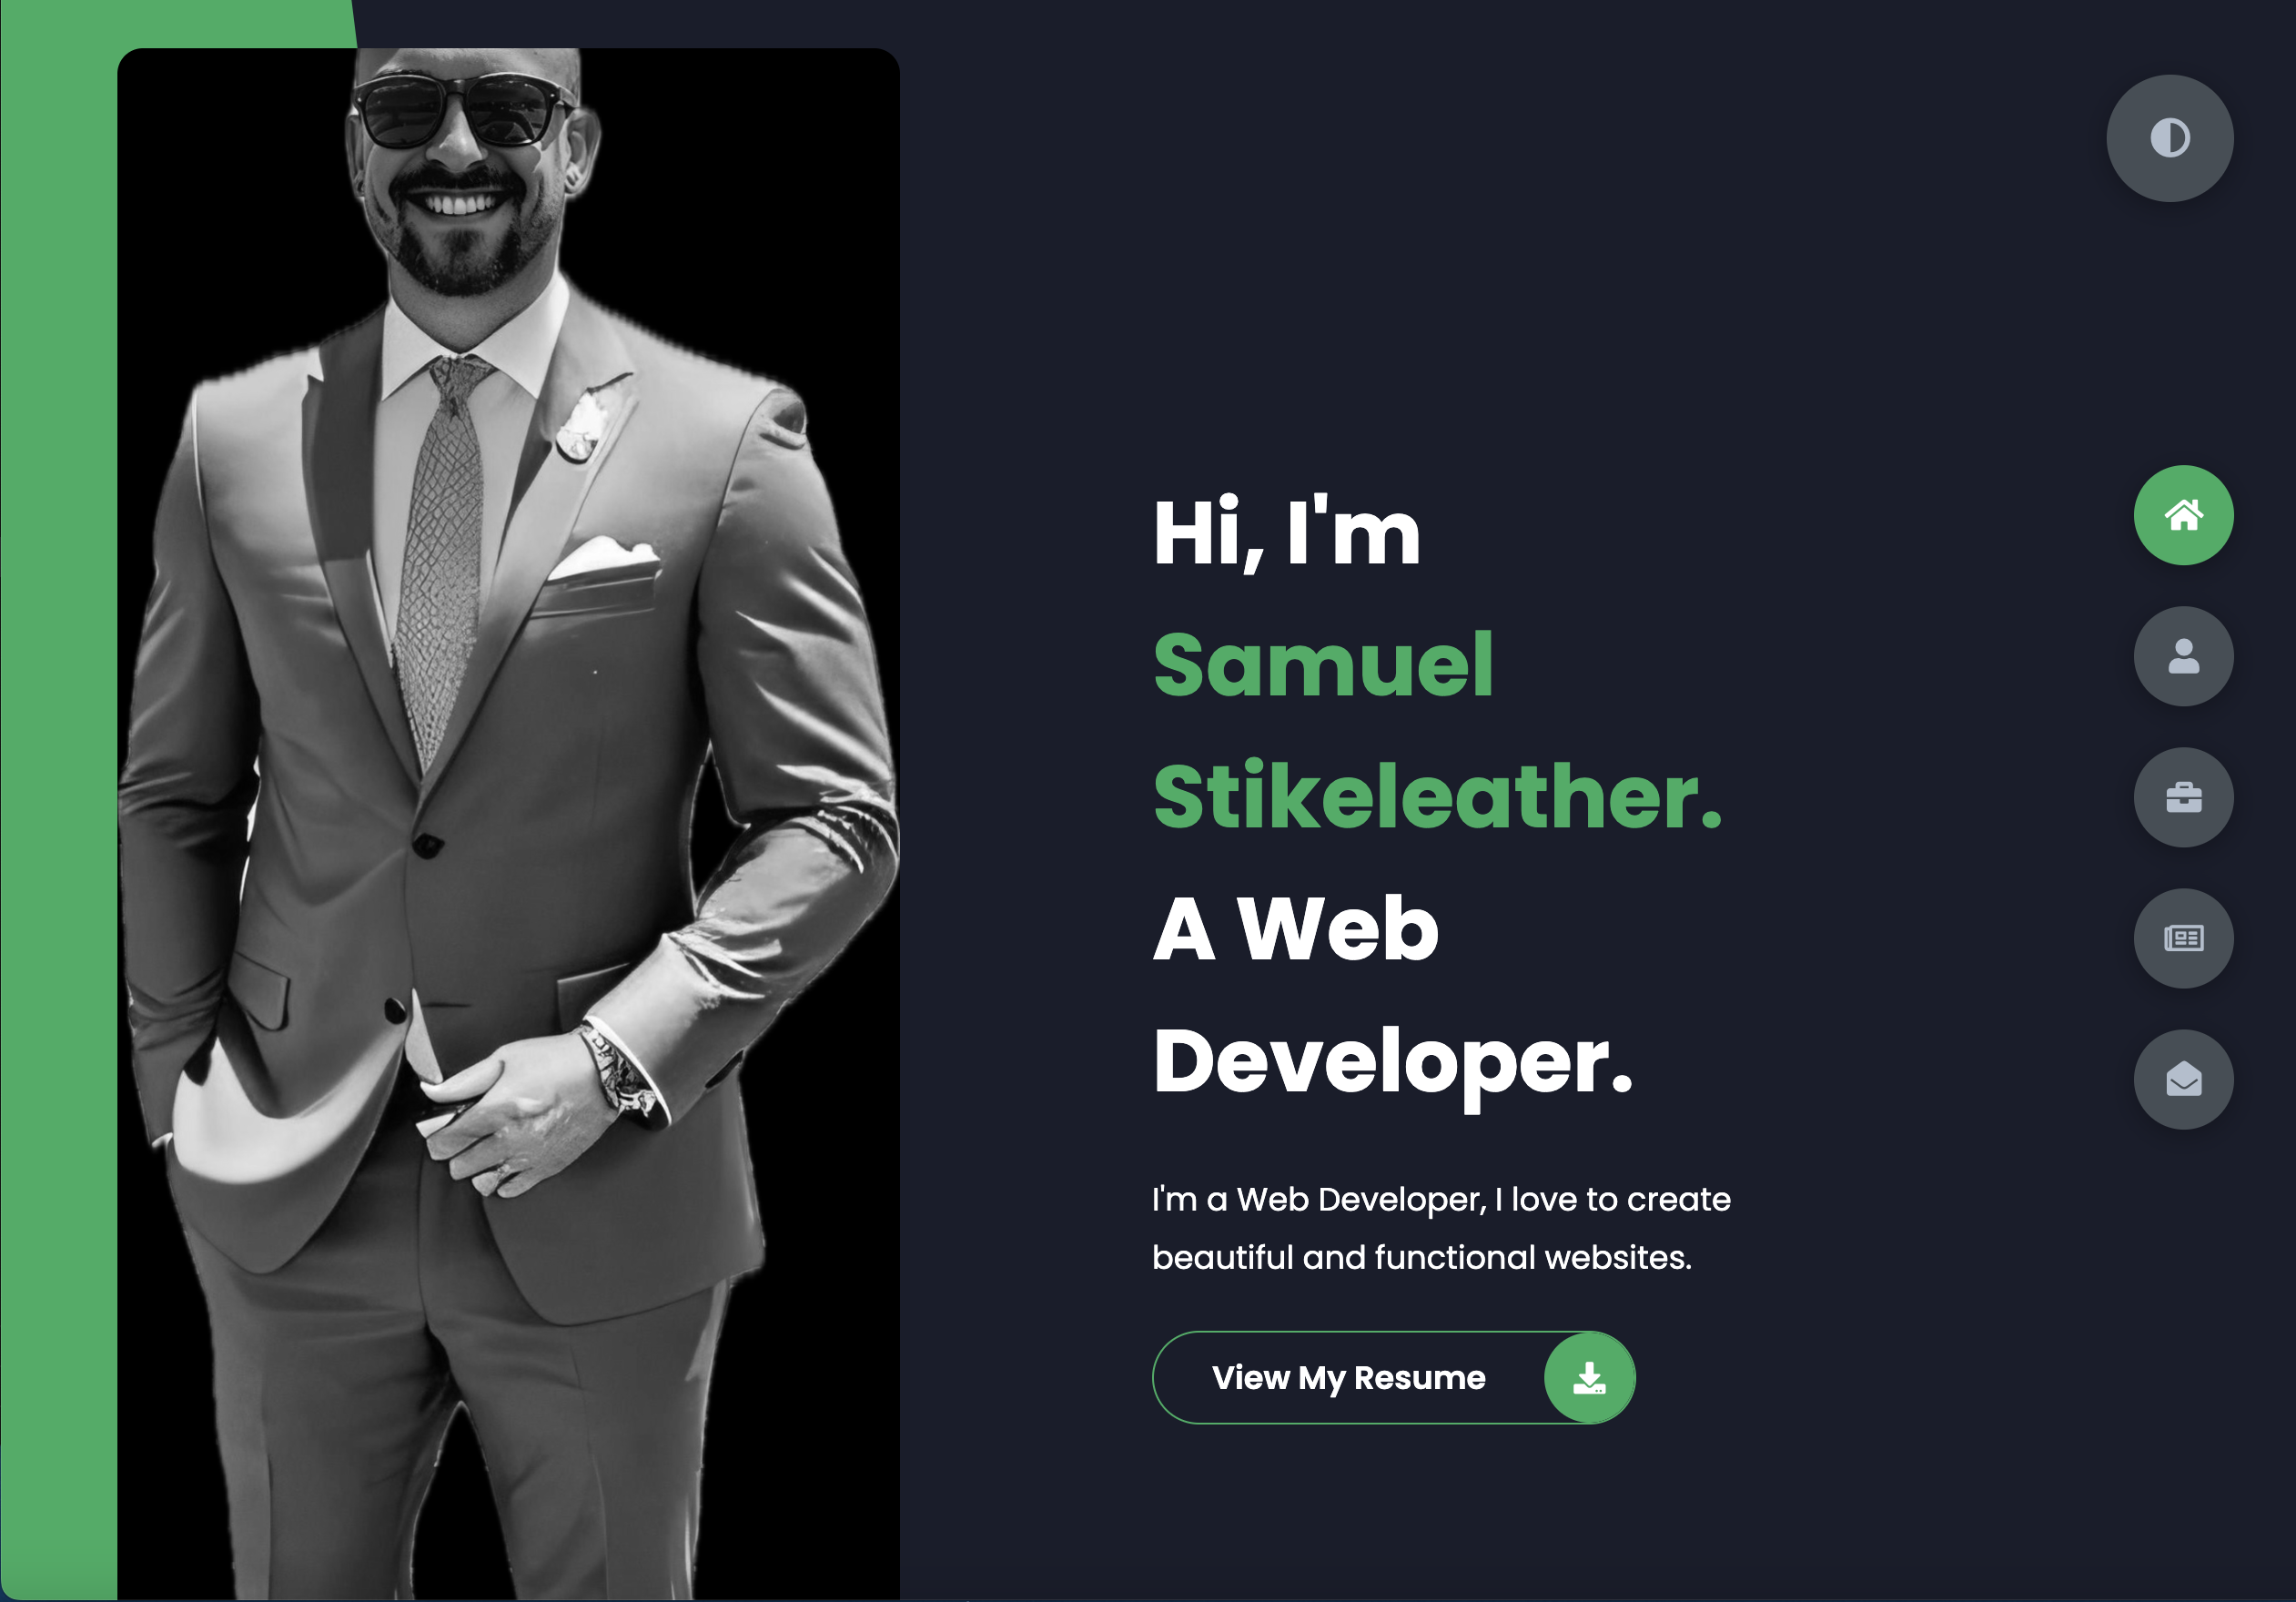 Hi, I'm
Samuel
Stikeleather.
A Web
Developer.
I'm a Web Developer, I love to create
beautiful and functional websites.
View My Resume